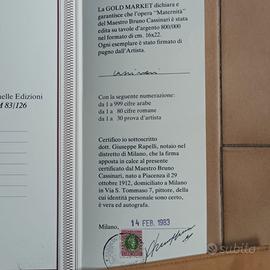 La GOLD MARKET dichiara e
garantisce che l'opera "Maternità"
del Maestro Bruno Cassinari è stata
edita su tavole d'argento 800/000
nel formato di cm. 16x22.
Ogni esemplare è stato firmato di
pugno dall'Artista.
Con la seguente numerazione:
da 1 a 999 cifre arabe
da 1 a 80 cifre romane
da 1 a 30 prova d'artista
Certifico io sottoscritto
dott. Giuseppe Rapelli, notaio nel
distretto di Milano, che la firma
apposta in calce al presente
certificato dal Maestro Bruno
Cassinari, nato a Piacenza il 29
ottobre 1912, domiciliato a Milano
in Via S. Tommaso 7, pittore, della
cui identità personale sono certo,
è vera ed autografa.
Milano, 14 FEB. 1983
uelle Edizioni
M 83/126
subito